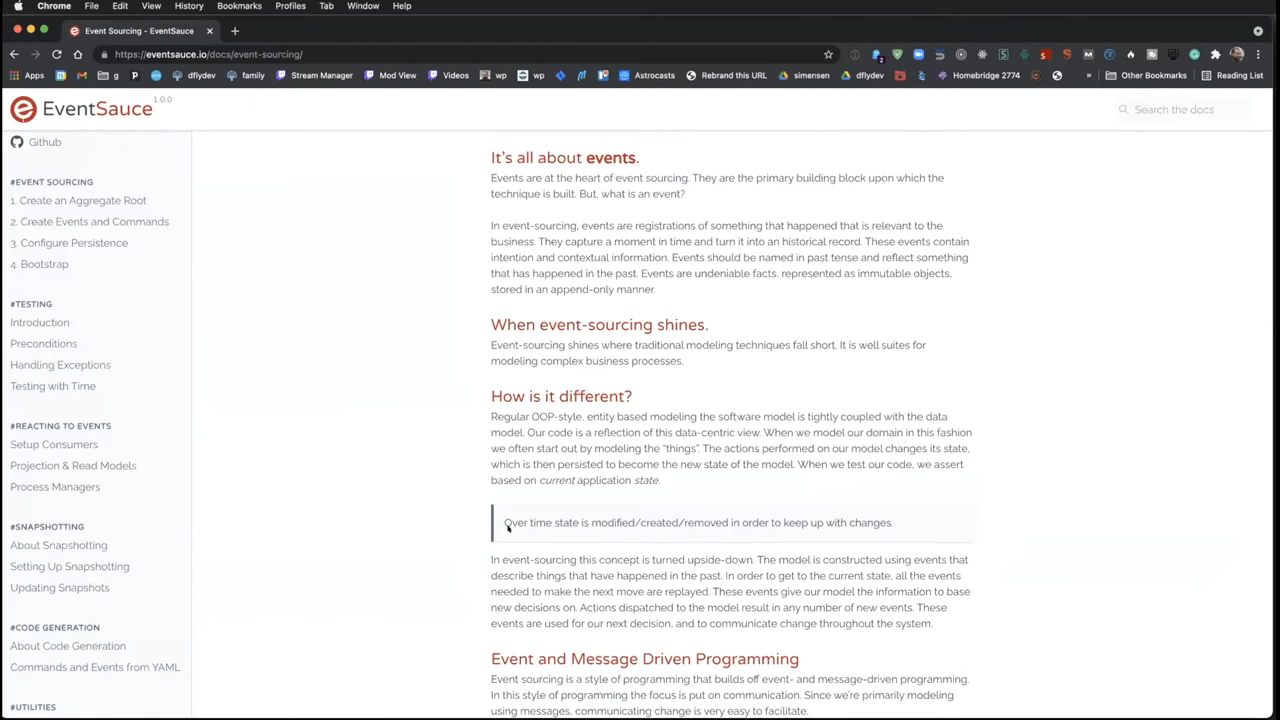 Chrome File Edit View History Bookmarks Profiles Tab Window Help
Event Sourcing - EventSauce
https://eventsauce.io/docs/event-sourcing/
Apps g dflydev family Stream Manager Mod View Videos wp wp Astrocasts Rebrand this URL simensen dflydev Homebridge 2774 » Other Bookmarks Reading List
EventSauce 1.0.0
Search the docs
Github
#EVENT SOURCING
1. Create an Aggregate Root
2. Create Events and Commands
3. Configure Persistence
4. Bootstrap
#TESTING
Introduction
Preconditions
Handling Exceptions
Testing with Time
#REACTING TO EVENTS
Setup Consumers
Projection & Read Models
Process Managers
#SNAPSHOTTING
About Snapshotting
Setting Up Snapshotting
Updating Snapshots
#CODE GENERATION
About Code Generation
Commands and Events from YAML
#UTILITIES
It's all about events.
Events are at the heart of event sourcing. They are the primary building block upon which the
technique is built. But, what is an event?
In event-sourcing, events are registrations of something that happened that is relevant to the
business. They capture a moment in time and turn it into an historical record. These events contain
intention and contextual information. Events should be named in past tense and reflect something
that has happened in the past. Events are undeniable facts, represented as immutable objects,
stored in an append-only manner.
When event-sourcing shines.
Event-sourcing shines where traditional modeling techniques fall short. It is well suites for
modeling complex business processes.
How is it different?
Regular OOP-style, entity based modeling the software model is tightly coupled with the data
model. Our code is a reflection of this data-centric view. When we model our domain in this fashion
we often start out by modeling the "things". The actions performed on our model changes its state,
which is then persisted to become the new state of the model. When we test our code, we assert
based on current application state.
Over time state is modified/created/removed in order to keep up with changes.
In event-sourcing this concept is turned upside-down. The model is constructed using events that
describe things that have happened in the past. In order to get to the current state, all the events
needed to make the next move are replayed. These events give our model the information to base
new decisions on. Actions dispatched to the model result in any number of new events. These
events are used for our next decision, and to communicate change throughout the system.
Event and Message Driven Programming
Event sourcing is a style of programming that builds off event- and message-driven programming.
In this style of programming the focus is put on communication. Since we're primarily modeling
using messages, communicating change is very easy to facilitate.